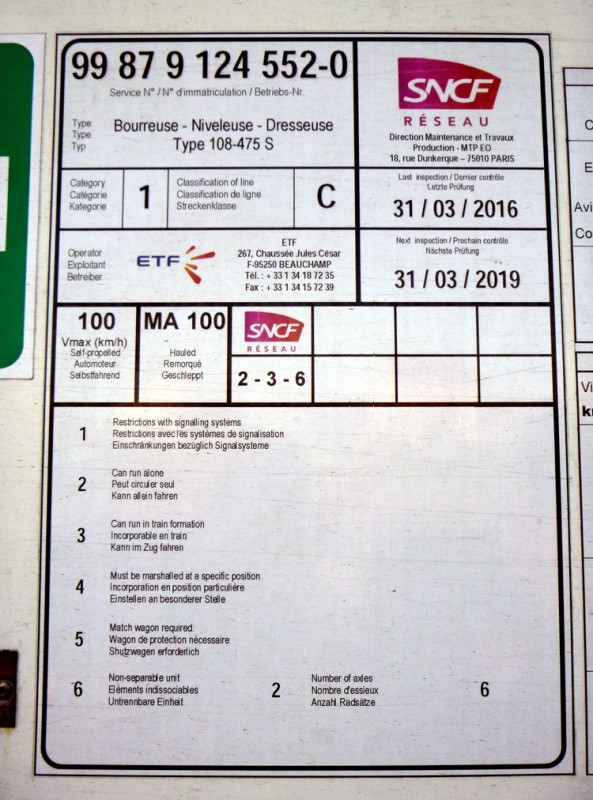 99 87 9 124 552-0
Service N° / N° d'immatriculation / Betriebs-Nr.
Type
Type
Typ
Bourreuse - Niveleuse - Dresseuse
Type 108-475 S
SNCF
RÉSEAU
Direction Maintenance et Travaux
Production - MTP EO
18, rue Dunkerque – 75010 PARIS
Category
Catégorie
Kategorie
1
Classification of line
Classification de ligne
Streckenklasse
C
Last inspection / Dernier contrôle
Letzte Prüfung
31 / 03 / 2016
Operator
Exploitant
Betreiber
ETF
ETF
267, Chaussée Jules César
F-95250 BEAUCHAMP
Tél. : + 33 1 34 18 72 35
Fax : + 33 1 34 15 72 39
Next inspection / Prochain contrôle
Nächste Prüfung
31 / 03 / 2019
100
Vmax (km/h)
Self-propelled
Automoteur
Selbstfahrend
MA 100
Hauled
Remorqué
Geschleppt
SNCF
RÉSEAU
2 - 3 - 6
1
Restrictions with signalling systems
Restrictions avec les systèmes de signalisation
Einschränkungen bezüglich Signalsysteme
2
Can run alone
Peut circuler seul
Kann allein fahren
3
Can run in train formation
Incorporable en train
Kann im Zug fahren
4
Must be marshalled at a specific position
Incorporation en position particulière
Einstellen an besonderer Stelle
5
Match wagon required
Wagon de protection nécessaire
Shutzwagen erforderlich
6
Non-separable unit
Eléments indissociables
Untrennbare Einheit
2
Number of axles
Nombre d'essieux
Anzahl Radsätze
6